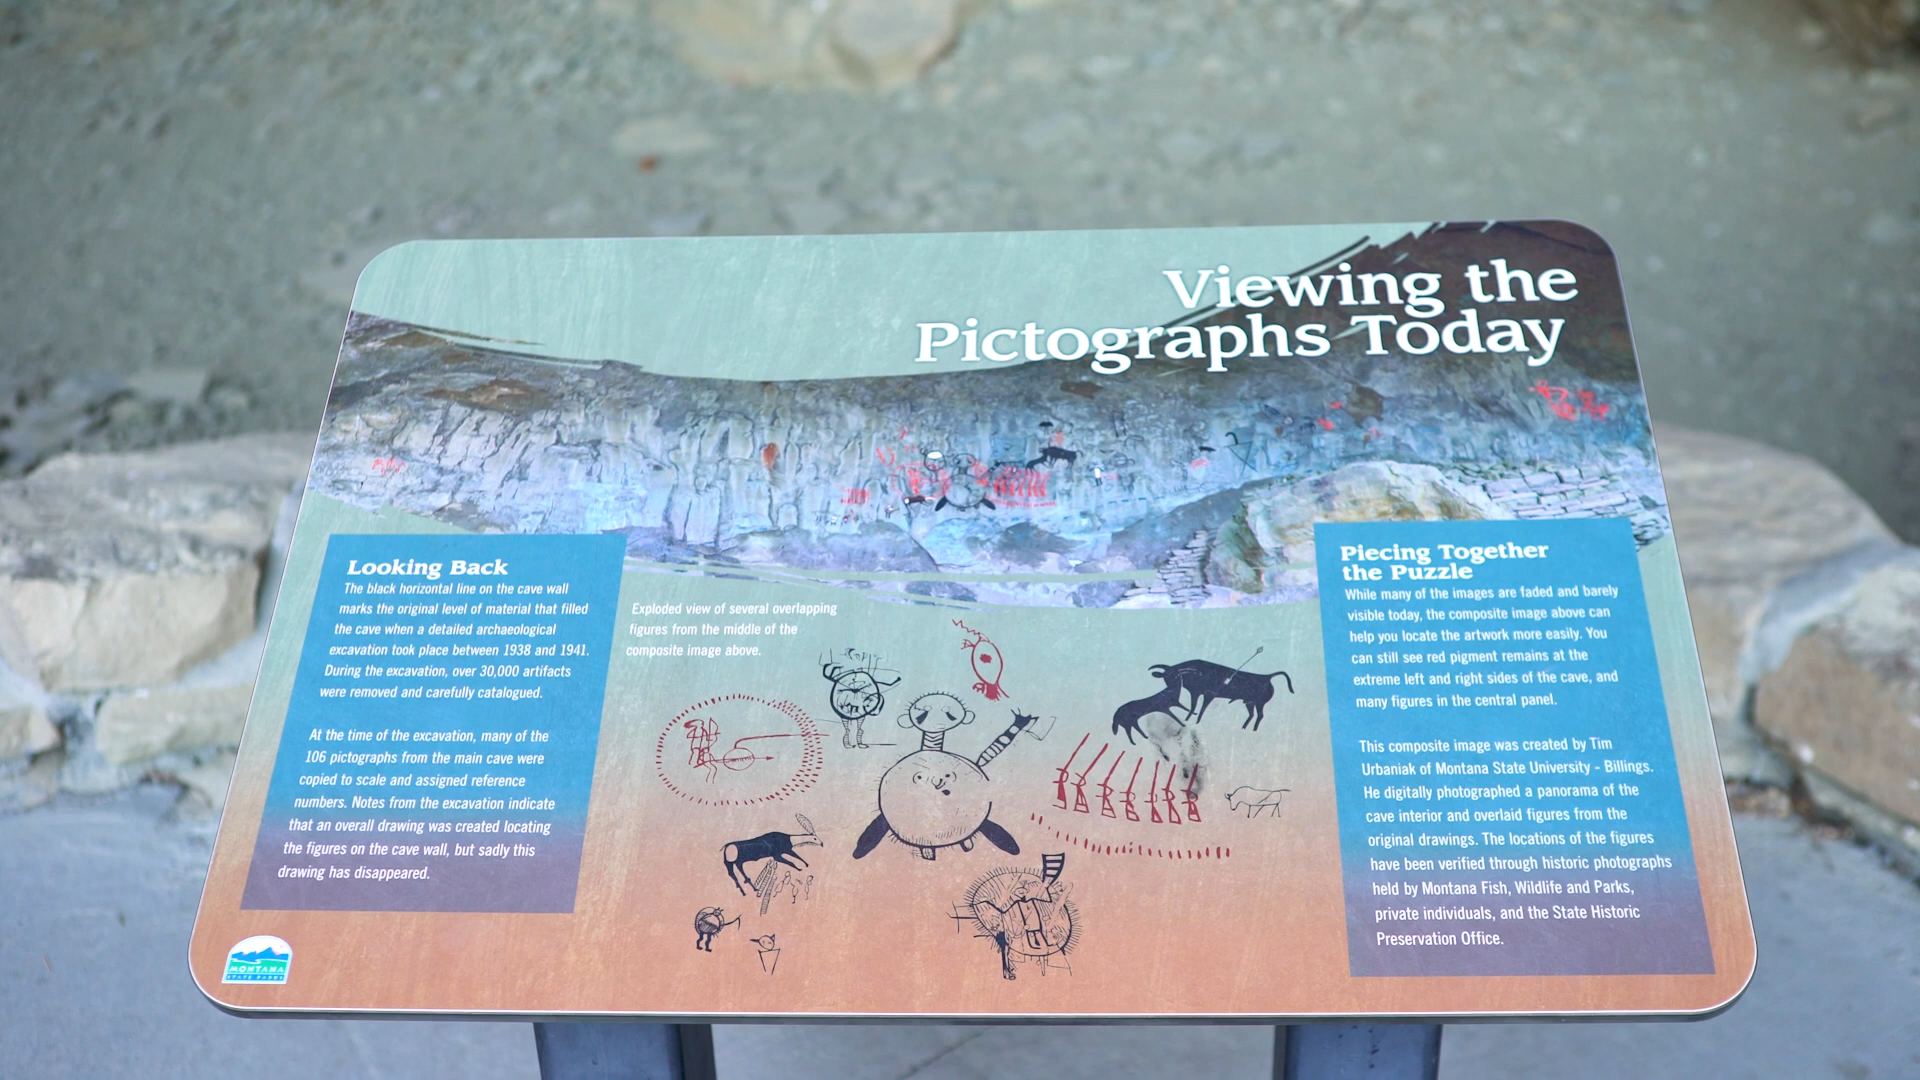 Viewing the
Pictographs Today
Looking Back
The black horizontal line on the cave wall
marks the original level of material that filled
the cave when a detailed archaeological
excavation took place between 1938 and 1941.
During the excavation, over 30,000 artifacts
were removed and carefully catalogued.
At the time of the excavation, many of the
106 pictographs from the main cave were
copied to scale and assigned reference
numbers. Notes from the excavation indicate
that an overall drawing was created locating
the figures on the cave wall, but sadly this
drawing has disappeared.
Exploded view of several overlapping
figures from the middle of the
composite image above.
Piecing Together
the Puzzle
While many of the images are faded and barely
visible today, the composite image above can
help you locate the artwork more easily. You
can still see red pigment remains at the
extreme left and right sides of the cave, and
many figures in the central panel.
This composite image was created by Tim
Urbaniak of Montana State University - Billings.
He digitally photographed a panorama of the
cave interior and overlaid figures from the
original drawings. The locations of the figures
have been verified through historic photographs
held by Montana Fish, Wildlife and Parks,
private individuals, and the State Historic
Preservation Office.
MONTANA
STATE PARKS